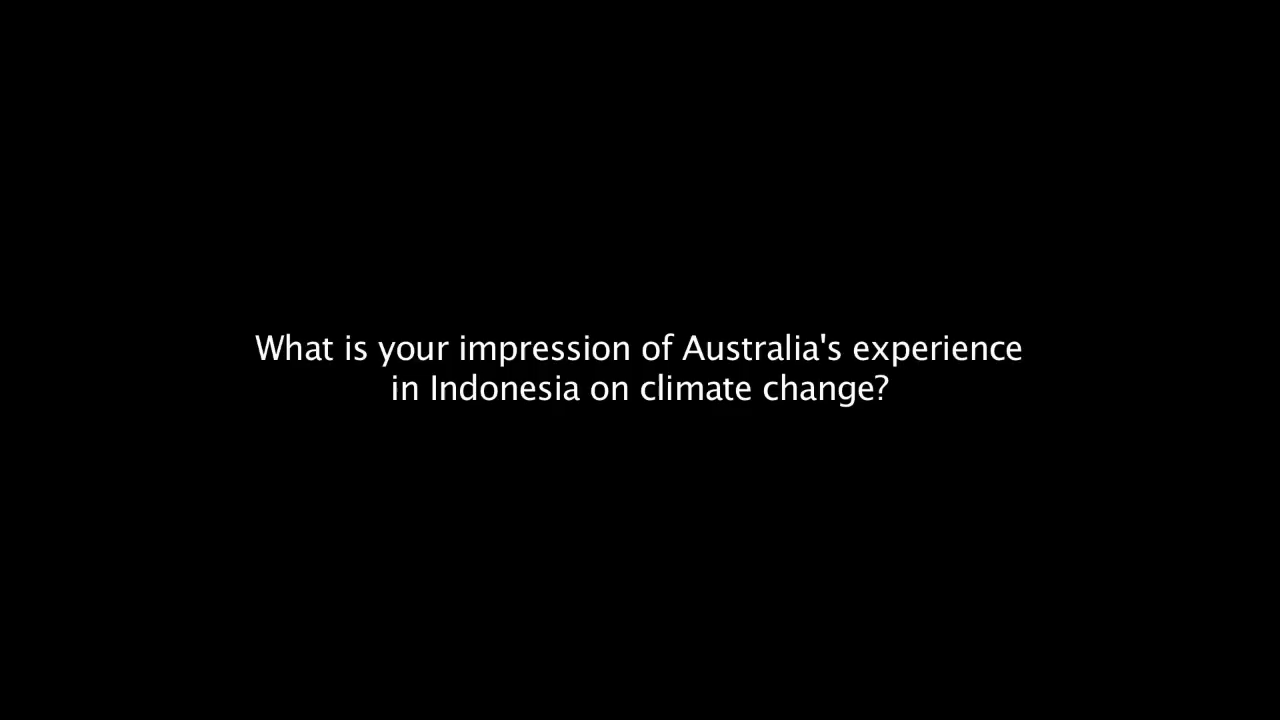 What is your impression of Australia's experience
in Indonesia on climate change?